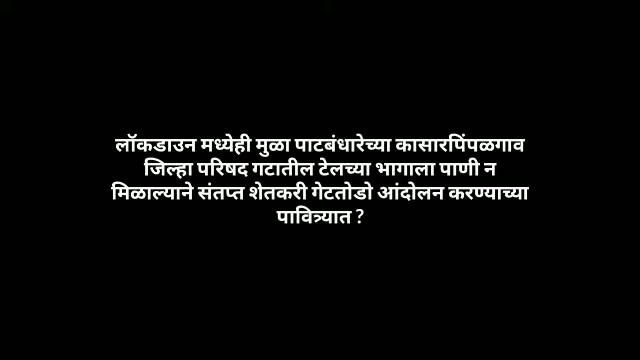 लॉकडाउन मध्येही मुळा पाटबंधारेच्या कासारपिंपळगाव
जिल्हा परिषद गटातील टेलच्या भागाला पाणी न
मिळाल्याने संतप्त शेतकरी गेटतोडो आंदोलन करण्याच्या
पावित्र्यात ?